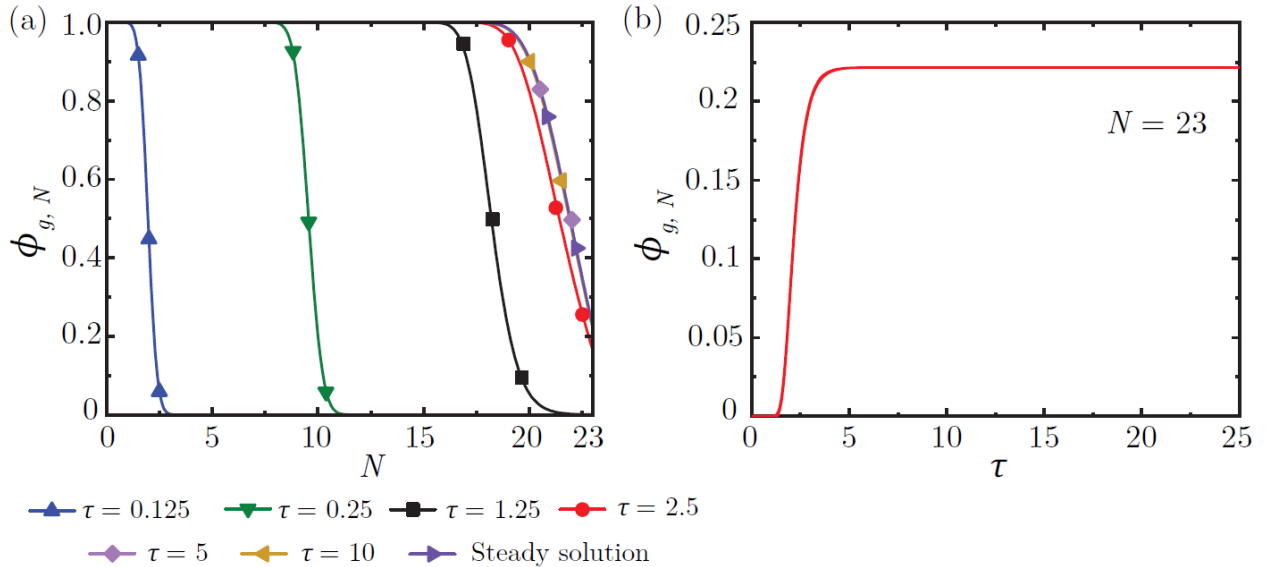 (a)
1.0
0.8
0.6
0.4
0.2
0
ϕ g, N
0 5 10 15 20 23
N
(b)
0.25
0.2
0.15
0.1
0.05
0
ϕ g, N
N = 23
0 5 10 15 20 25
τ
τ = 0.125 τ = 0.25 τ = 1.25 τ = 2.5
τ = 5 τ = 10 Steady solution